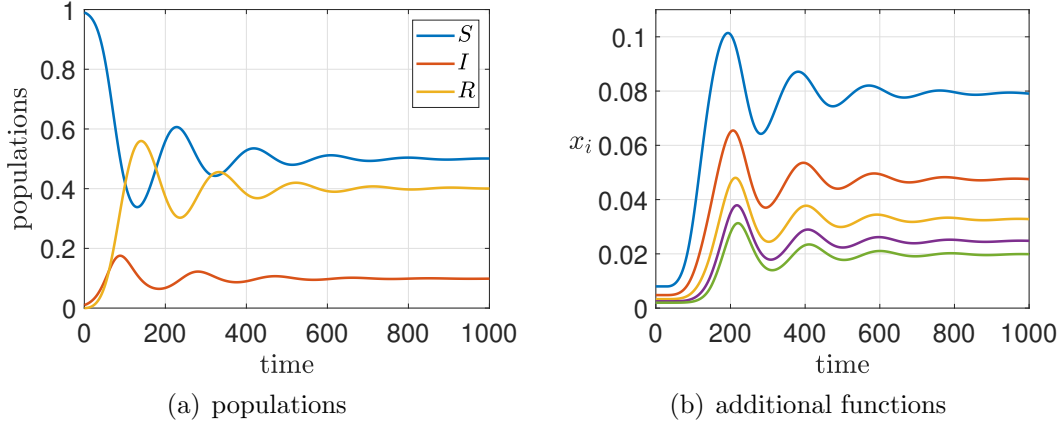 1
0.8
0.6
0.4
0.2
0
populations
S
I
R
0 200 400 600 800 1000
time
(a) populations
0.1
0.08
0.06
0.04
0.02
0
x_i
0 200 400 600 800 1000
time
(b) additional functions